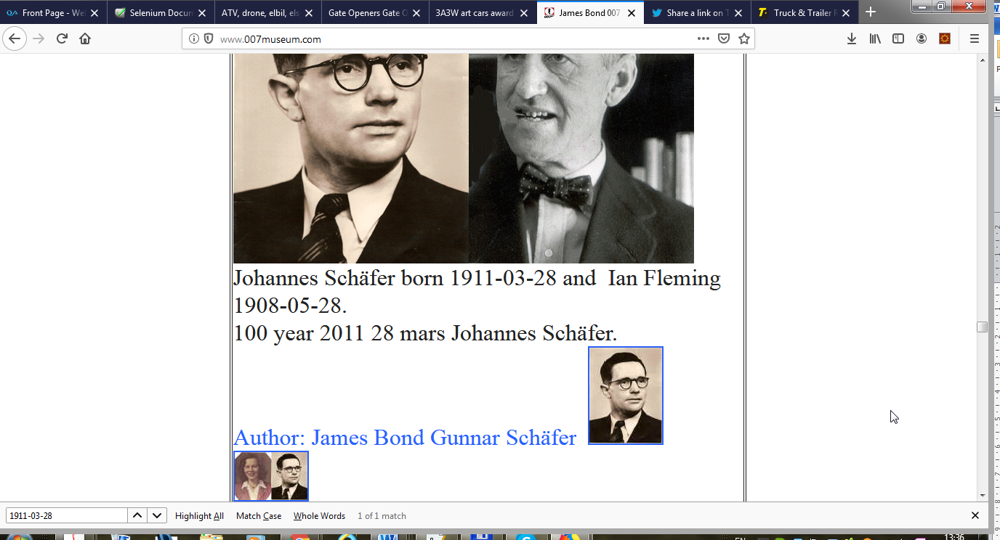 Front Page - Wel
Selenium Docun
ATV, drone, elbil, els
Gate Openers Gate O
3A3W art cars award
James Bond 007
Share a link on T
Truck & Trailer P
www.007museum.com
Johannes Schäfer born 1911-03-28 and Ian Fleming
1908-05-28.
100 year 2011 28 mars Johannes Schäfer.
Author: James Bond Gunnar Schäfer
1911-03-28
Highlight All
Match Case
Whole Words
1 of 1 match
EN
13:36